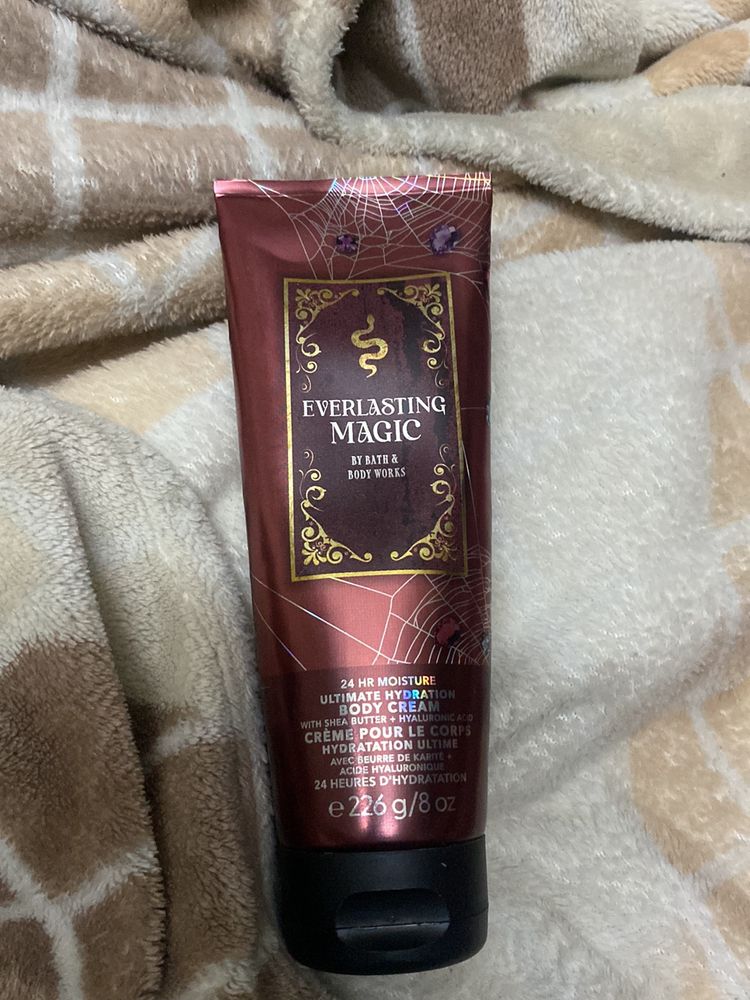 EVERLASTING
MAGIC
BY BATH &
BODY WORKS
24 HR MOISTURE
ULTIMATE HYDRATION
BODY CREAM
WITH SHEA BUTTER + HYALURONIC ACID
CRÈME POUR LE CORPS
HYDRATATION ULTIME
AVEC BEURRE DE KARITÉ +
ACIDE HYALURONIQUE
24 HEURES D'HYDRATATION
℮ 226 g/8 oz